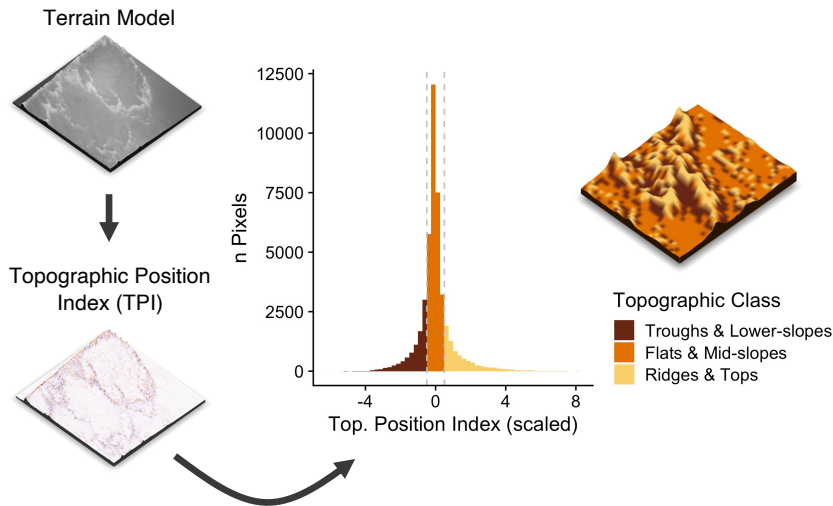 Terrain Model
Topographic Position
Index (TPI)
n Pixels
12500
10000
7500
5000
2500
0
-4
0
4
8
Top. Position Index (scaled)
Topographic Class
Troughs & Lower-slopes
Flats & Mid-slopes
Ridges & Tops